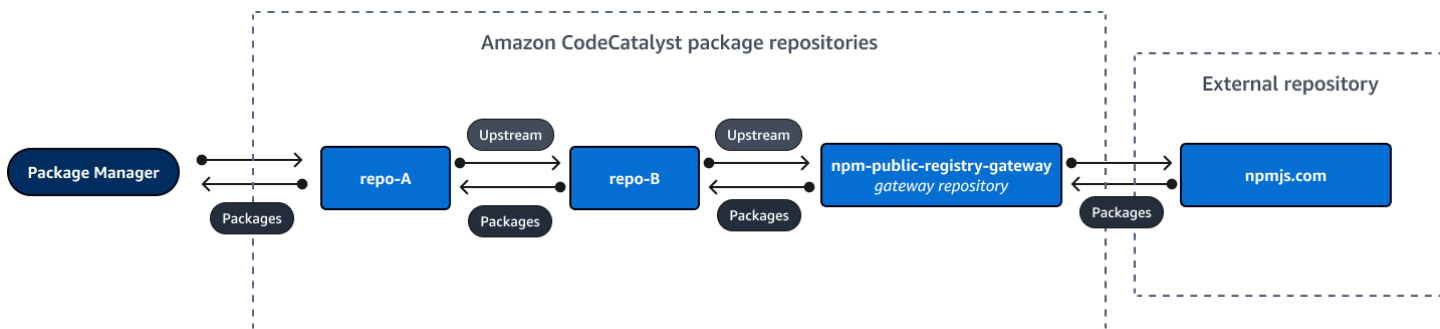 Amazon CodeCatalyst package repositories
External repository
Upstream
Upstream
Package Manager
repo-A
repo-B
npm-public-registry-gateway
gateway repository
npmjs.com
Packages
Packages
Packages
Packages